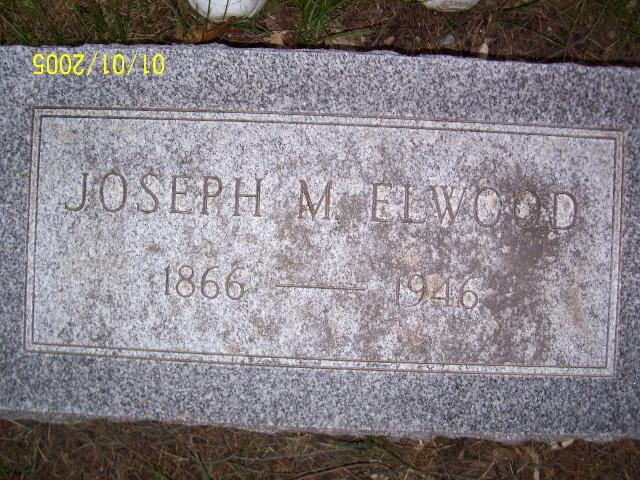 01/01/2005
JOSEPH M. ELWOOD
1866 — 1946